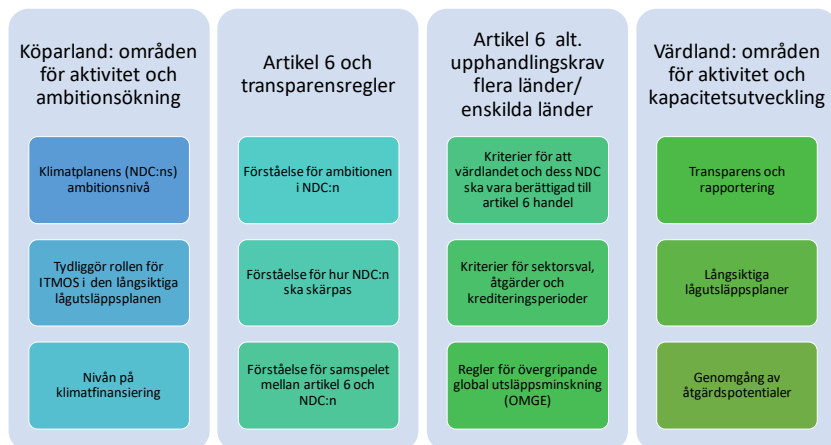 Köparland: områden
för aktivitet och
ambitionsökning
Klimatplanens (NDC:ns)
ambitionsnivå
Tydliggör rollen för
ITMOS i den långsiktiga
lågutsläppsplanen
Nivån på
klimatfinansiering
Artikel 6 och
transparensregler
Förståelse för ambitionen
i NDC:n
Förståelse för hur NDC:n
ska skärpas
Förståelse för samspelet
mellan artikel 6 och
NDC:n
Artikel 6 alt.
upphandlingskrav
flera länder/
enskilda länder
Kriterier för att
värdlandet och dess NDC
ska vara berättigad till
artikel 6 handel
Kriterier för sektorsval,
åtgärder och
krediteringsperioder
Regler för övergripande
global utsläppsminskning
(OMGE)
Värdland: områden
för aktivitet och
kapacitetsutveckling
Transparens och
rapportering
Långsiktiga
lågutsläppsplaner
Genomgång av
åtgärdspotentialer